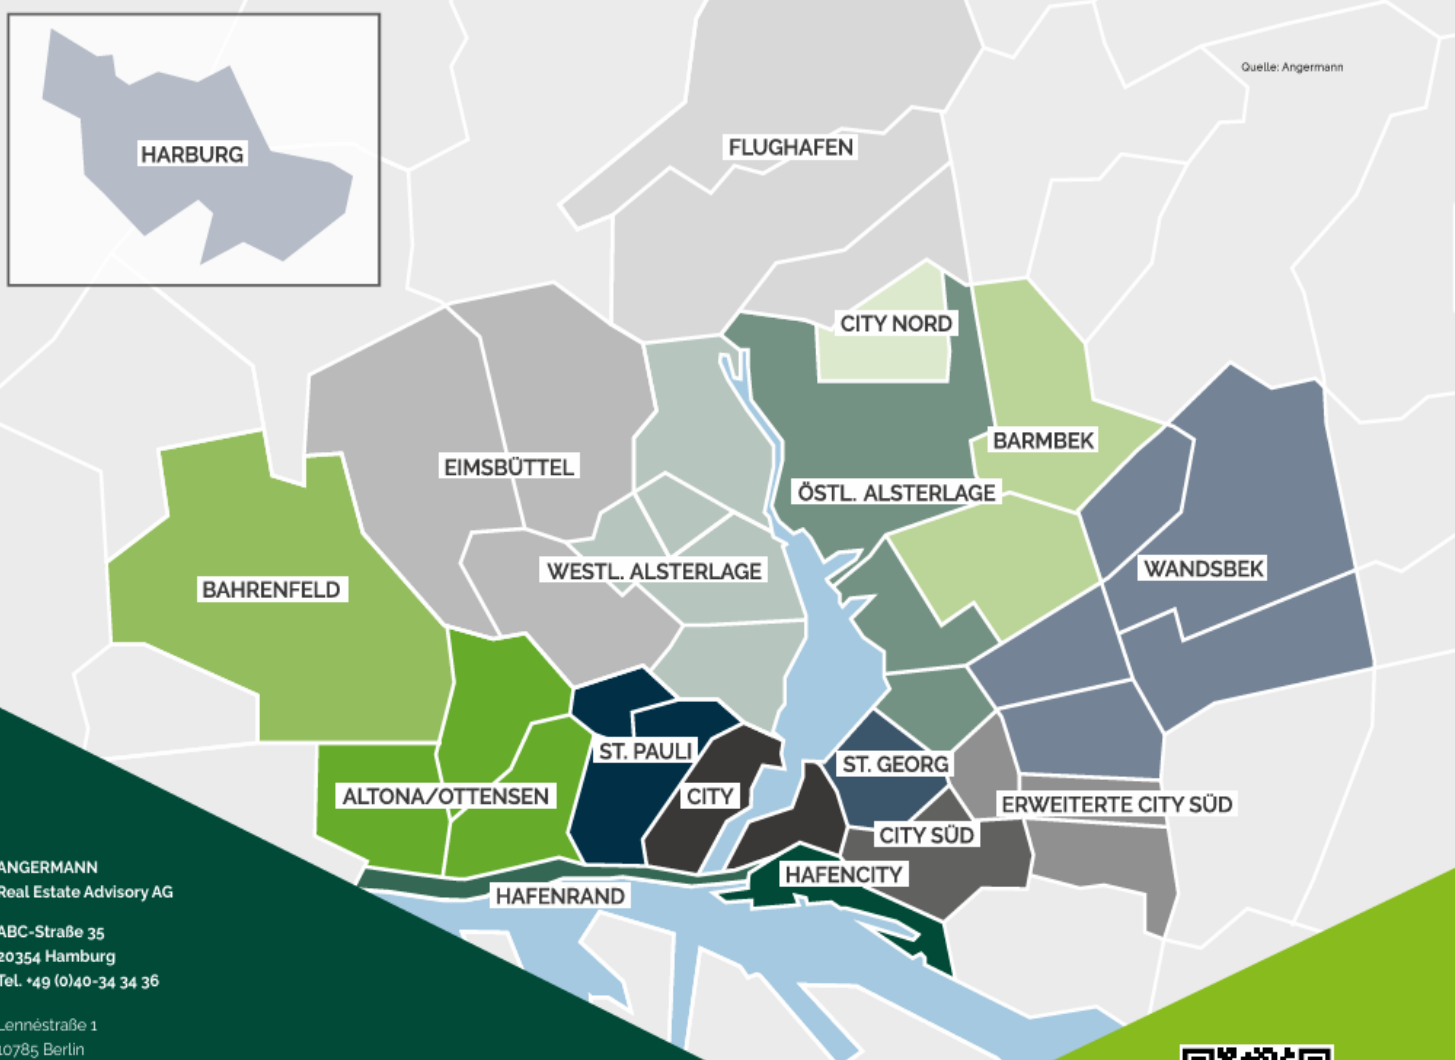 Quelle: Angermann
HARBURG
FLUGHAFEN
CITY NORD
BARMBEK
EIMSBÜTTEL
ÖSTL. ALSTERLAGE
WESTL. ALSTERLAGE
WANDSBEK
BAHRENFELD
ST. PAULI
ST. GEORG
ALTONA/OTTENSEN
CITY
ERWEITERTE CITY SÜD
CITY SÜD
HAFENCITY
HAFENRAND
ANGERMANN
Real Estate Advisory AG
ABC-Straße 35
20354 Hamburg
Tel. +49 (0)40-34 34 36
Lennéstraße 1
10785 Berlin